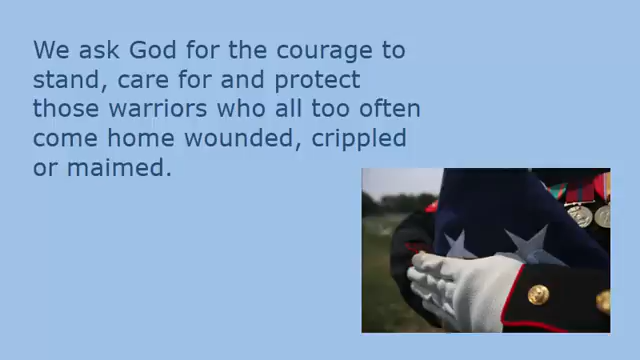 We ask God for the courage to
stand, care for and protect
those warriors who all too often
come home wounded, crippled
or maimed.